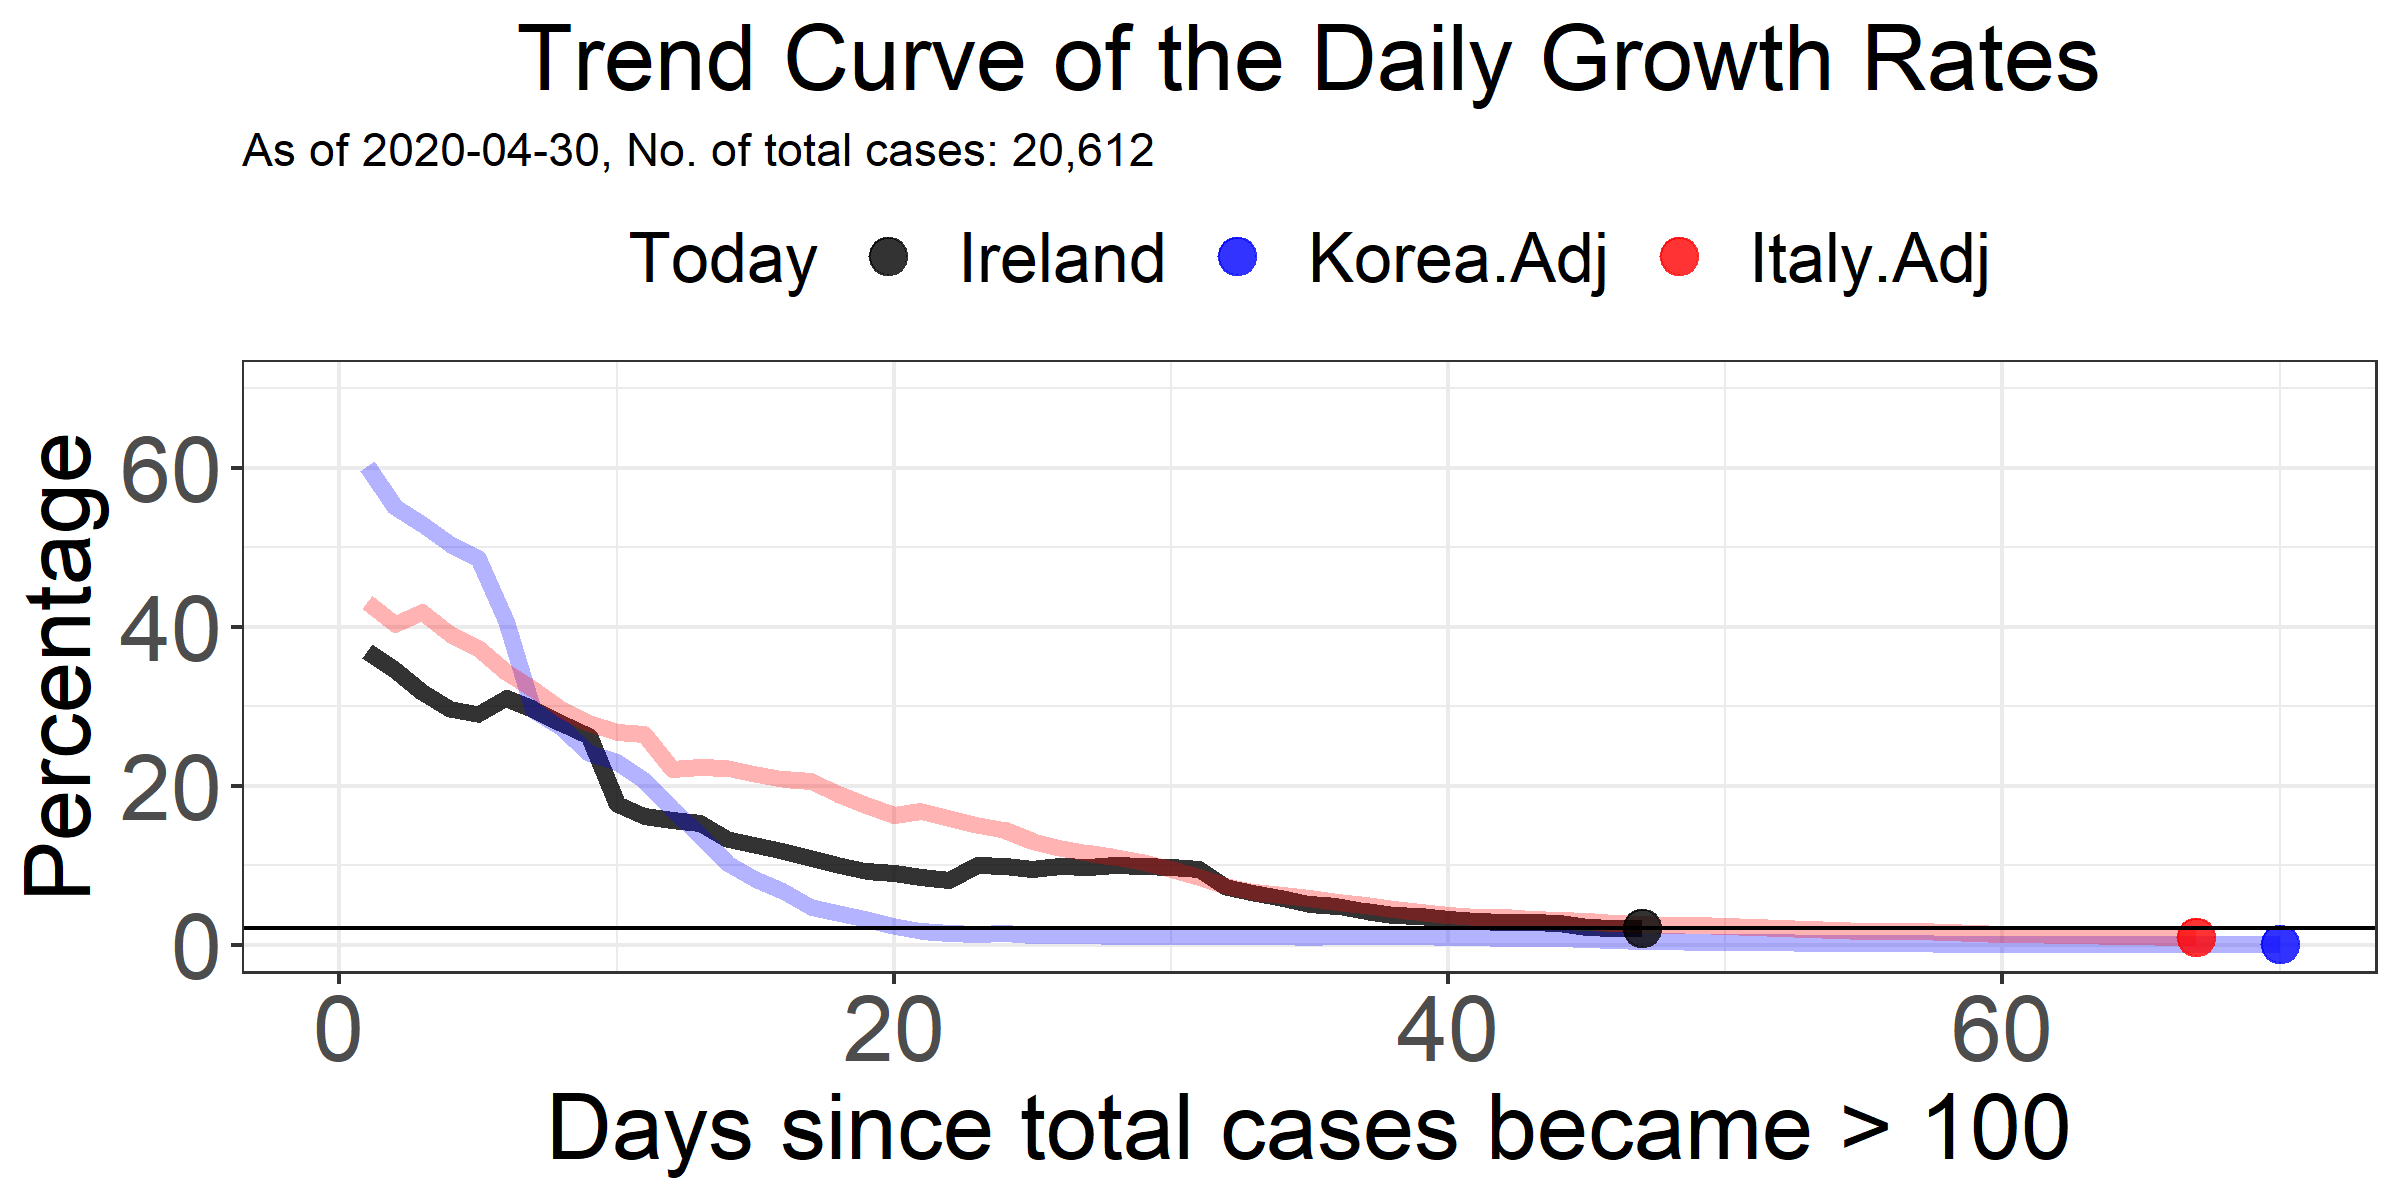 Trend Curve of the Daily Growth Rates
As of 2020-04-30, No. of total cases: 20,612
Today Ireland Korea.Adj Italy.Adj
Percentage
60
40
20
0
0 20 40 60
Days since total cases became > 100